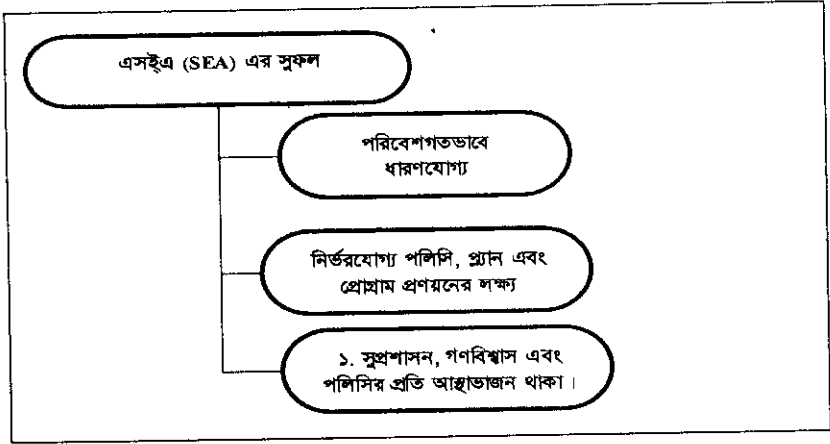 এসইএ (SEA) এর সুফল
পরিবেশগতভাবে
ধারণযোগ্য
নির্ভরযোগ্য পলিসি, প্ল্যান এবং
প্রোগ্রাম প্রণয়নের লক্ষ্য
১. সুপ্রশাসন, গণবিশ্বাস এবং
পলিসির প্রতি আস্থাভাজন থাকা।